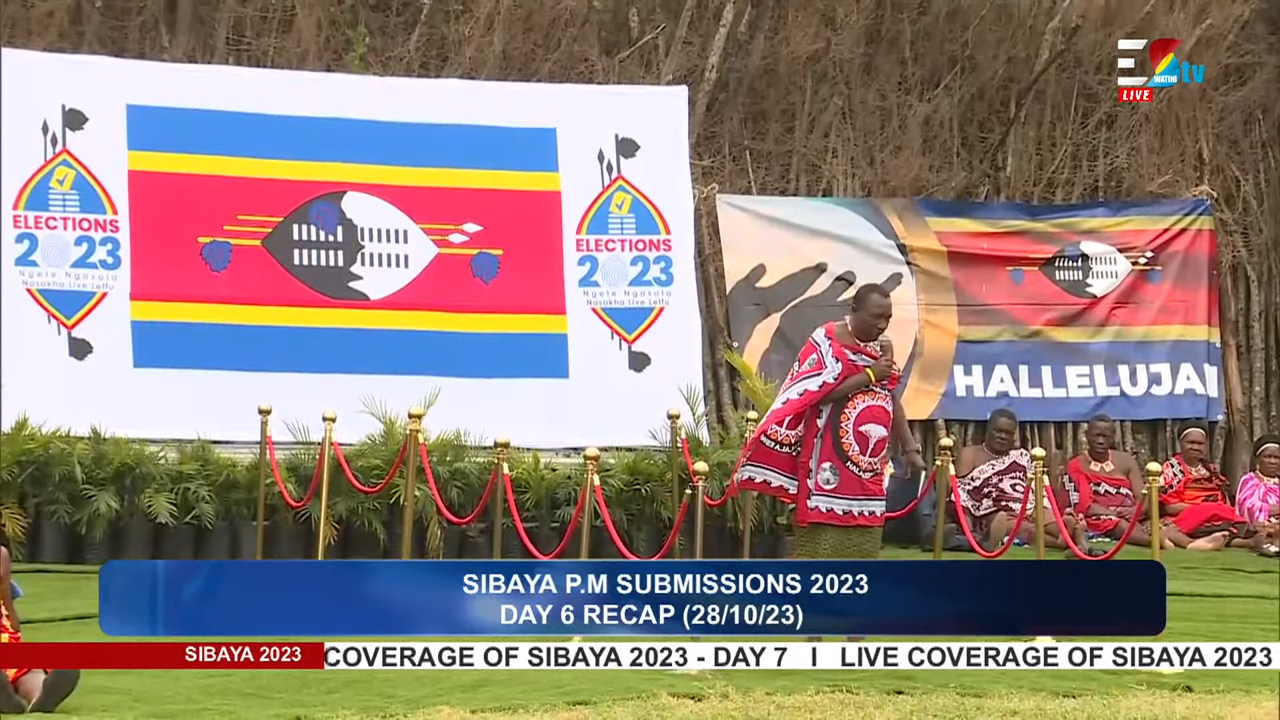 E
WATINI
tv
LIVE
ELECTIONS
2023
Ngete Ngasala
Nasakha Live Lelfu
ELECTIONS
2023
Ngete Ngasala
Nasakha Live Lelfu
HALLELUJAH
SIBAYA P.M SUBMISSIONS 2023
DAY 6 RECAP (28/10/23)
SIBAYA 2023
COVERAGE OF SIBAYA 2023 - DAY 7 I LIVE COVERAGE OF SIBAYA 2023